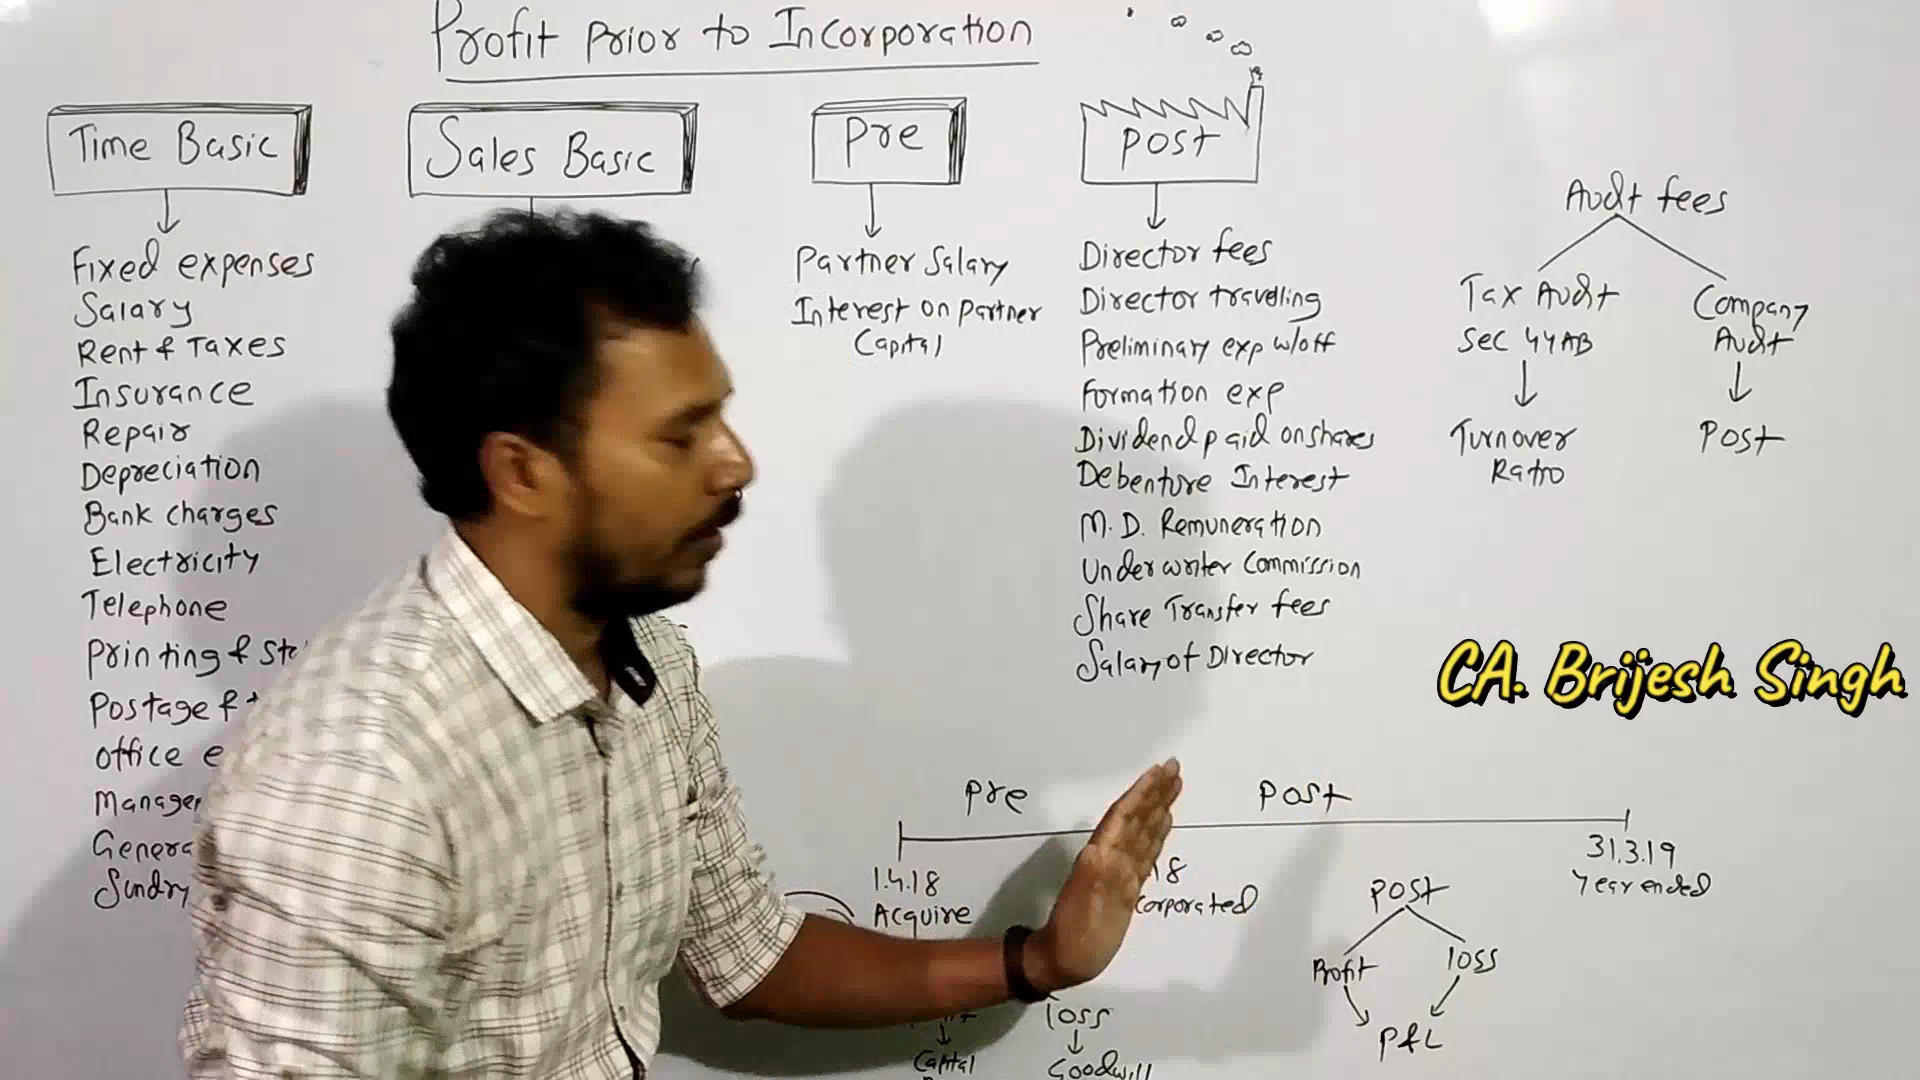 Profit Prior to Incorporation
Time Basic
Fixed expenses
Salary
Rent & Taxes
Insurance
Repair
Depreciation
Bank charges
Electricity
Telephone
Printing &
Postage &
office
Sundry
Sales Basic
Pre
Partner Salary
Interest on Partner
Capital
Post
Director fees
Director traveling
Preliminary exp w/off
Formation exp
Dividend paid on shares
Debenture Interest
M.D. Remuneration
Underwriter Commission
Share Transfer fees
Salary of Director
Audit fees
Tax Audit
Sec 44AB
Turnover
Ratio
Company
Audit
Post
CA. Brijesh Singh
Pre
Post
1.4.18
Acquire
18
corporated
31.3.19
Year ended
loss
Capital
Goodwill
Post
Profit
loss
P&L